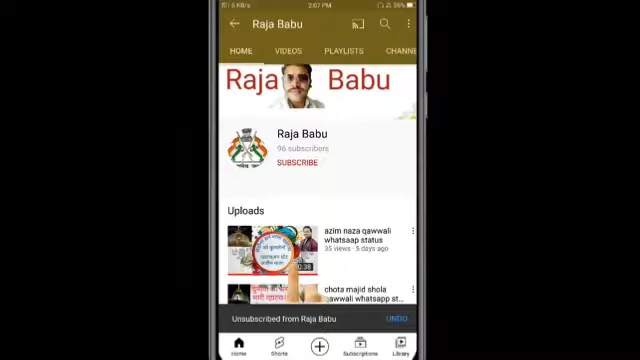 2:07 PM
Raja Babu
HOME VIDEOS PLAYLISTS CHANNE
Raja Babu
Raja Babu
96 subscribers
SUBSCRIBE
Uploads
azim naza qawwali
whatsaap status
35 views · 5 days ago
chota majid shola
qawwali whatsapp st...
Unsubscribed from Raja Babu UNDO
Home Shorts Subscriptions Library